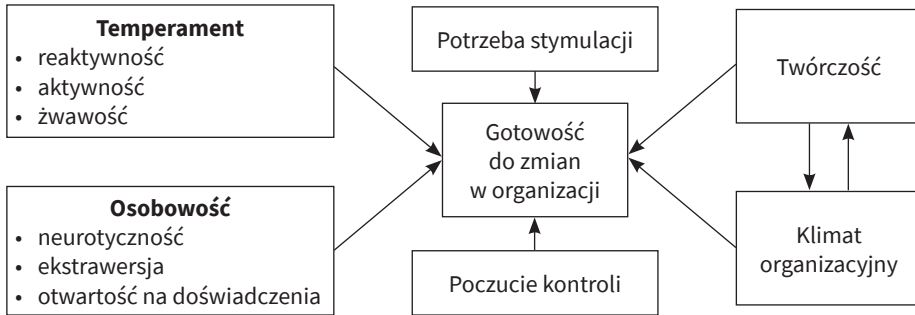 Temperament
• reaktywność
• aktywność
• żwawość
Osobowość
• neurotyczność
• ekstrawersja
• otwartość na doświadczenia
Potrzeba stymulacji
Gotowość
do zmian
w organizacji
Poczucie kontroli
Twórczość
Klimat
organizacyjny